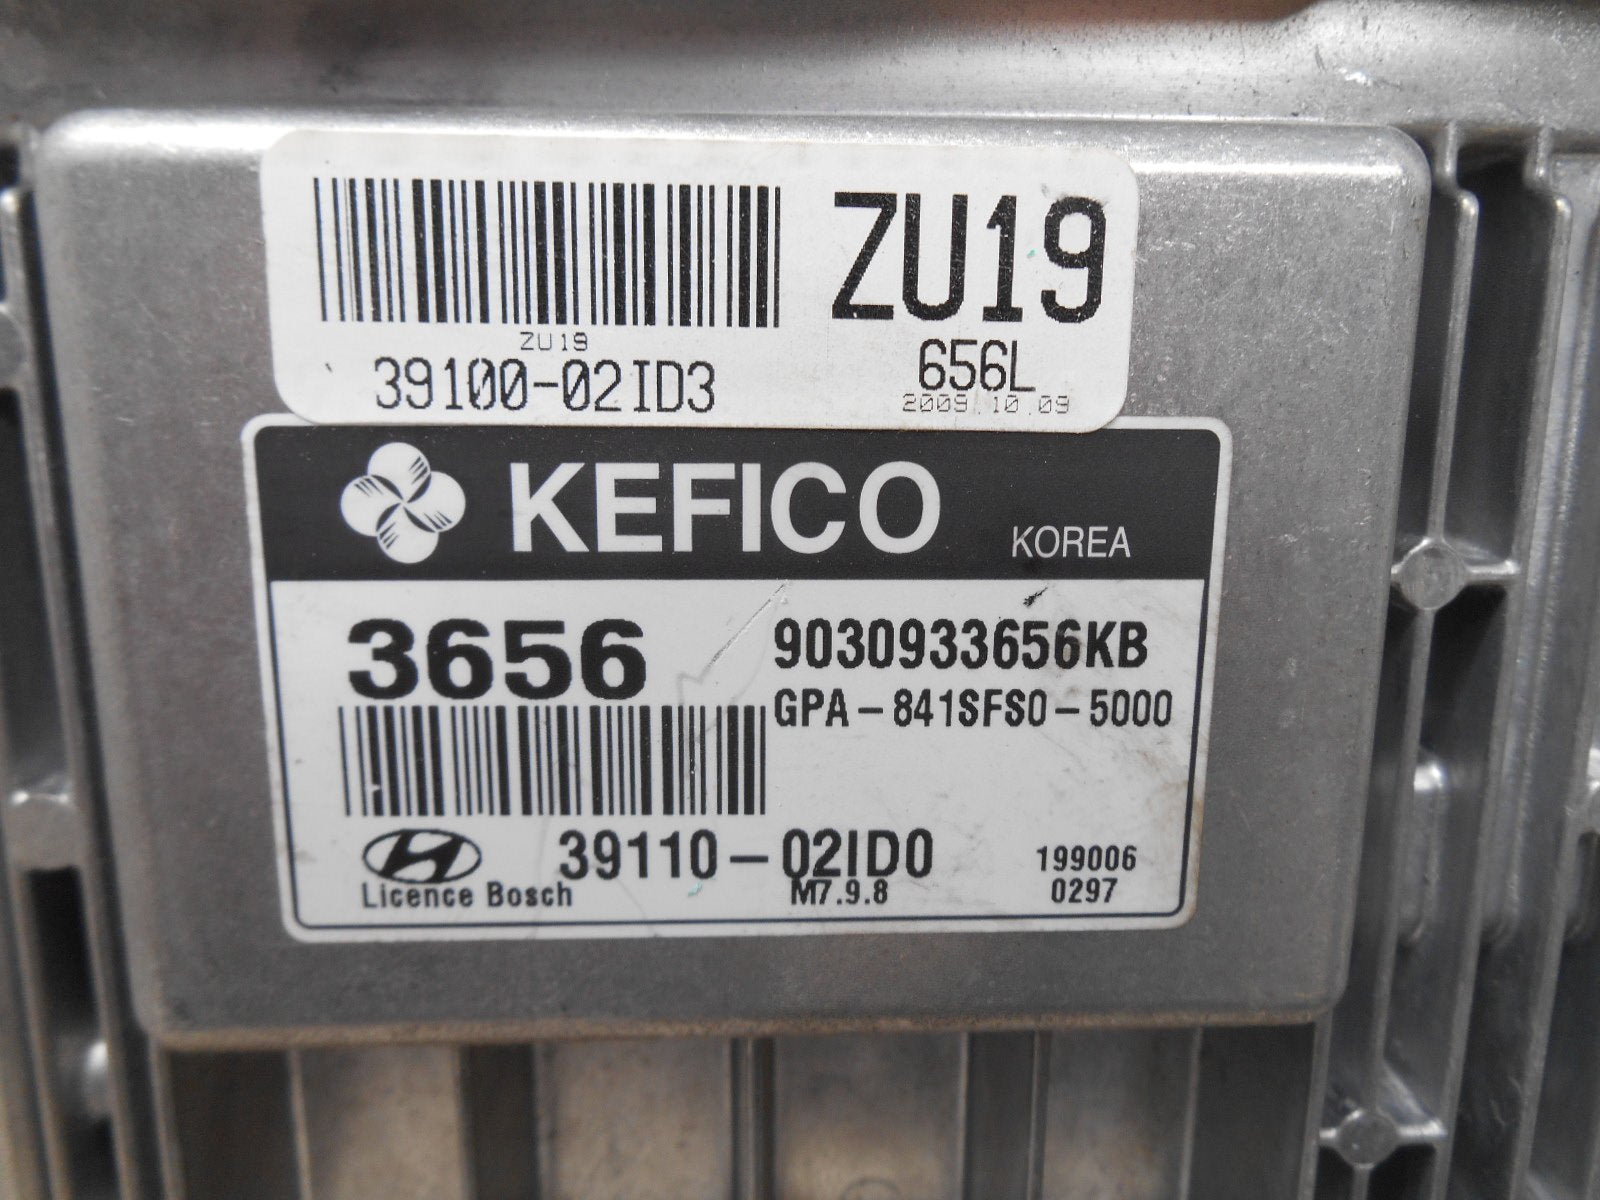 ZU19
ZU19
39100-02ID3
656L
2009.10.09
KEFICO KOREA
3656
9030933656KB
GPA-841SFS0-5000
39110-02ID0
199006
Licence Bosch
M7.9.8
0297